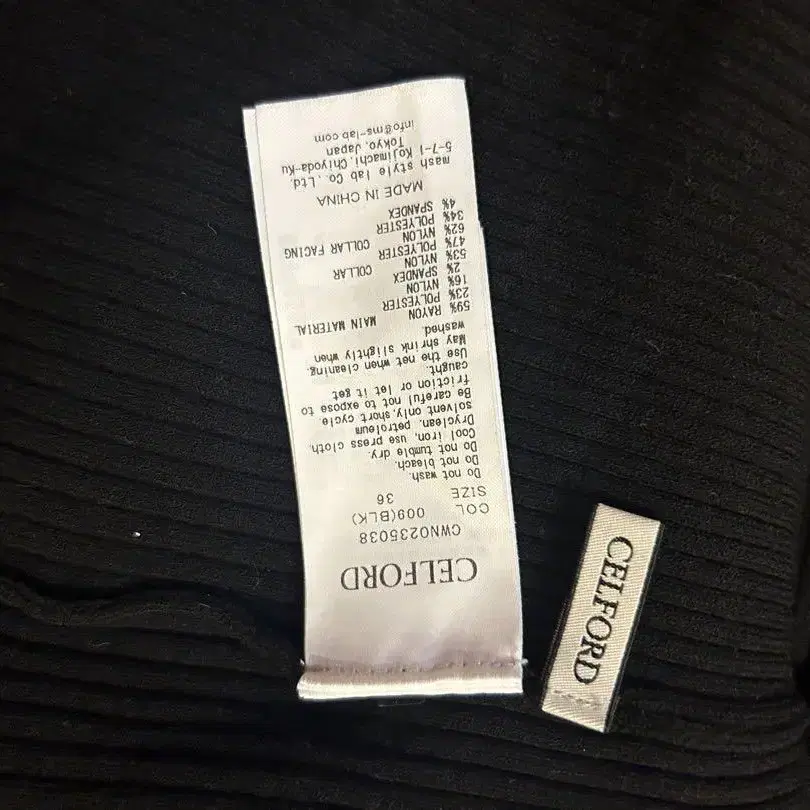 CELFORD
CWNO235038
COL 009(BLK)
SIZE 36
Do not wash.
Do not bleach.
Do not tumble dry.
Cool iron, use press cloth.
Dryclean, petroleum
solvent only, short cycle.
Be careful not to expose to
friction or let it get
caught.
Use the net when cleaning.
May shrink slightly when
washed.
MAIN MATERIAL
59% RAYON
23% POLYESTER
16% NYLON
2% SPANDEX
COLLAR
53% NYLON
47% POLYESTER
COLLAR FACING
62% NYLON
34% POLYESTER
4% SPANDEX
MADE IN CHINA
mash style lab Co., Ltd.
5-7-1 Kojimachi, Chiyoda-Ku
Tokyo, Japan
info@ms-lab.com
CELFORD